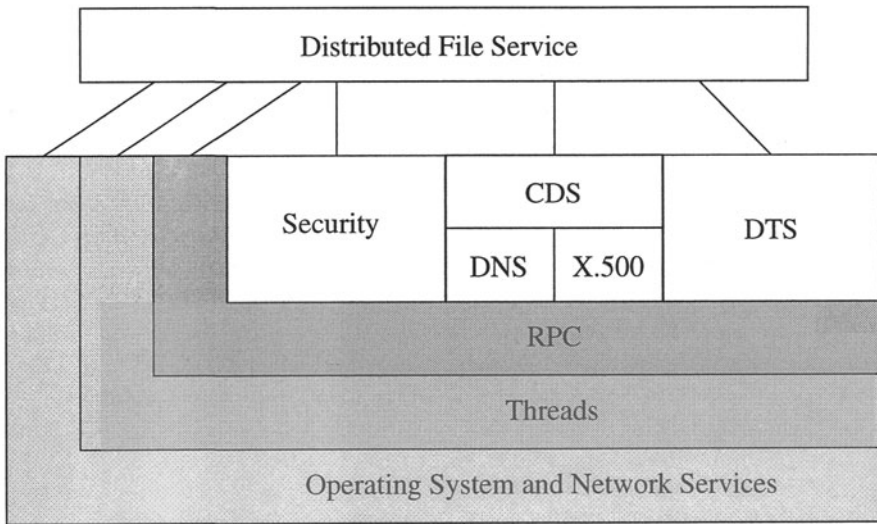 Distributed File Service
CDS
Security
DTS
DNS
X.500
RPC
Threads
Operating System and Network Services